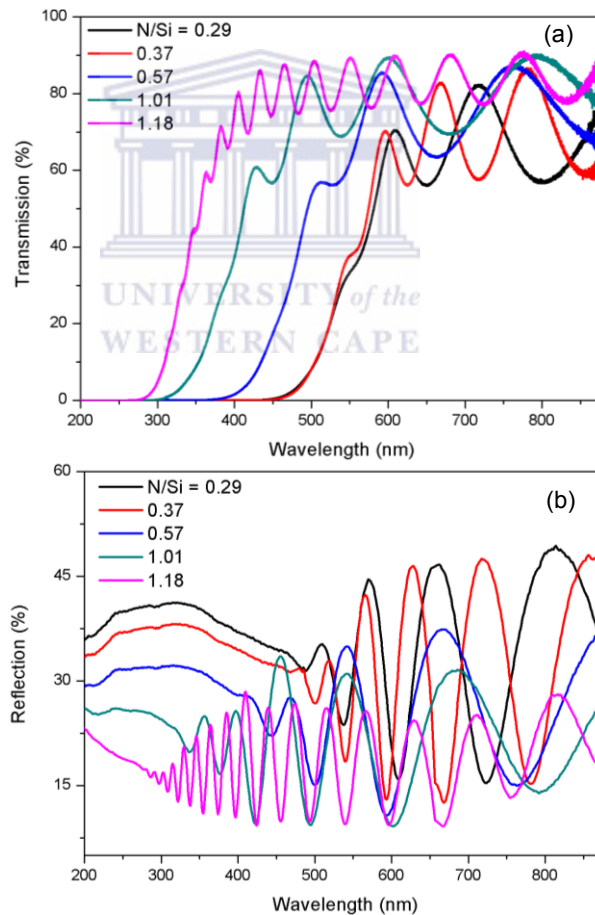 (a)
N/Si = 0.29
0.37
0.57
1.01
1.18
100
80
60
40
20
0
Transmission (%)
UNIVERSITY of the
WESTERN CAPE
200 300 400 500 600 700 800
Wavelength (nm)
(b)
N/Si = 0.29
0.37
0.57
1.01
1.18
60
45
30
15
Reflection (%)
200 300 400 500 600 700 800
Wavelength (nm)